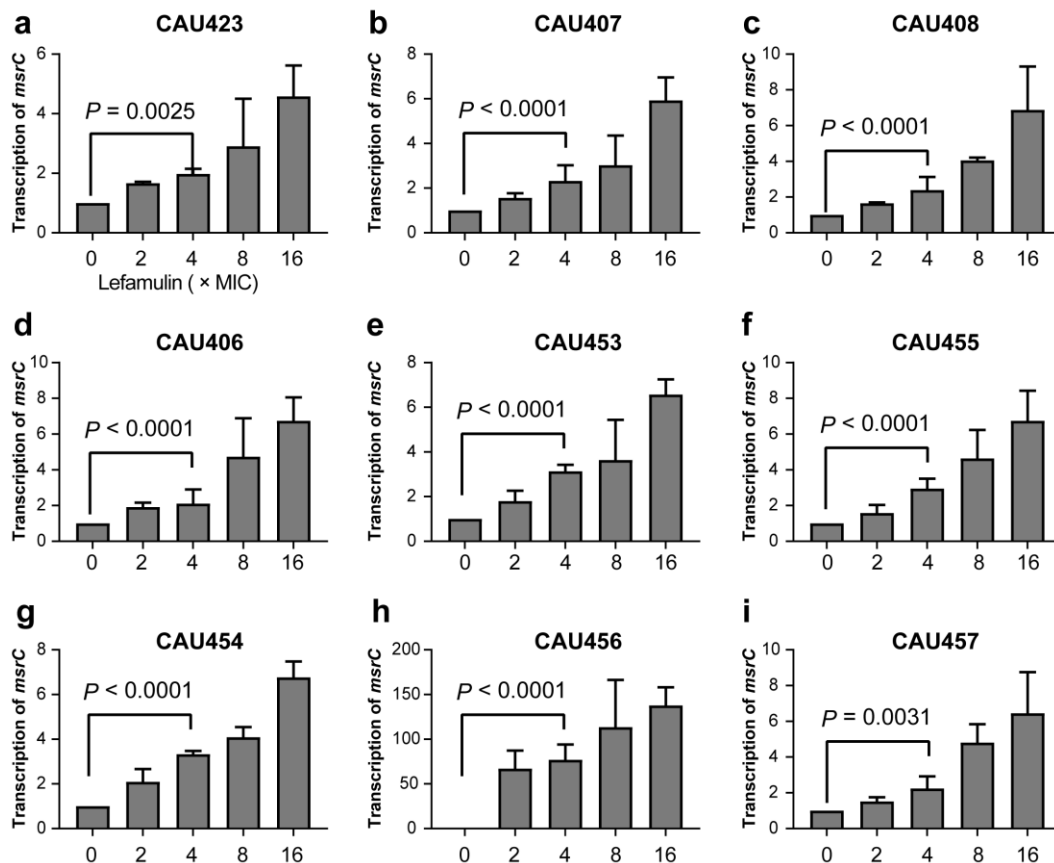 a
CAU423
Transcription of msrC
6
4
2
0
P = 0.0025
0 2 4 8 16
Lefamulin ( × MIC)
b
CAU407
Transcription of msrC
8
6
4
2
0
P < 0.0001
0 2 4 8 16
c
CAU408
Transcription of msrC
10
8
6
4
2
0
P < 0.0001
0 2 4 8 16
d
CAU406
Transcription of msrC
10
8
6
4
2
0
P < 0.0001
0 2 4 8 16
e
CAU453
Transcription of msrC
8
6
4
2
0
P < 0.0001
0 2 4 8 16
f
CAU455
Transcription of msrC
10
8
6
4
2
0
P < 0.0001
0 2 4 8 16
g
CAU454
Transcription of msrC
8
6
4
2
0
P < 0.0001
0 2 4 8 16
h
CAU456
Transcription of msrC
200
150
100
50
0
P < 0.0001
0 2 4 8 16
i
CAU457
Transcription of msrC
10
8
6
4
2
0
P = 0.0031
0 2 4 8 16